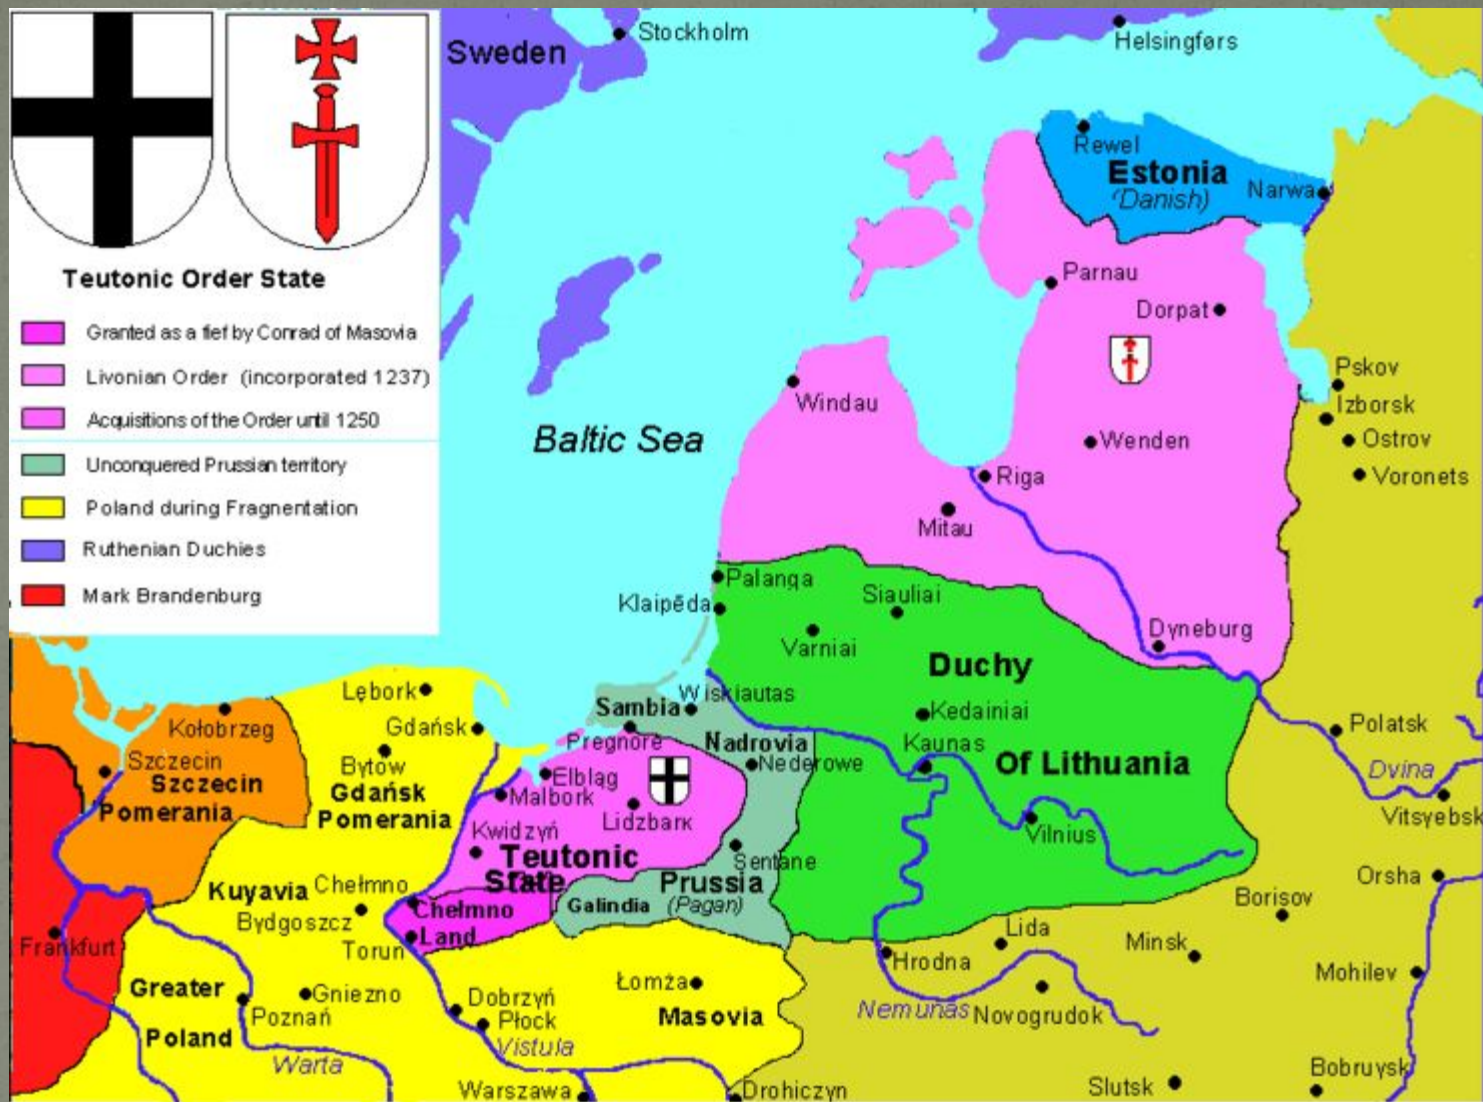 Teutonic Order State
Granted as a fief by Conrad of Masovia
Livonian Order (incorporated 1237)
Acquisitions of the Order until 1250
Unconquered Prussian territory
Poland during Fragnentation
Ruthenian Duchies
Mark Brandenburg
Sweden
Stockholm
Helsingførs
Rewel
Estonia
(Danish)
Narwa
Parnau
Dorpat
Pskov
Izborsk
Ostrov
Voronets
Windau
Wenden
Baltic Sea
Riga
Mitau
Palanga
Klaipēda
Siauliai
Varniai
Dyneburg
Duchy
Of Lithuania
Kedainiai
Kaunas
Vilnius
Polatsk
Dvina
Vitsyebsk
Orsha
Borisov
Minsk
Mohilev
Lida
Hrodna
Nemunas
Novogrudok
Slutsk
Bobruysk
Lębork
Gdańsk
Kołobrzeg
Szczecin
Szczecin
Pomerania
Bytów
Gdańsk
Pomerania
Wiskiautas
Sambia
Pregnore
Nadrovia
Nederowe
Elbląg
Malbork
Lidzbark
Kwidzyń
Teutonic
State
Sentane
Prussia
(Pagan)
Galindia
Kuyavia
Chełmno
Bydgoszcz
Chełmno
Land
Torun
Frankfurt
Greater
Poland
Gniezno
Poznań
Warta
Dobrzyń
Płock
Vistula
Łomża
Masovia
Warszawa
Drohiczyn